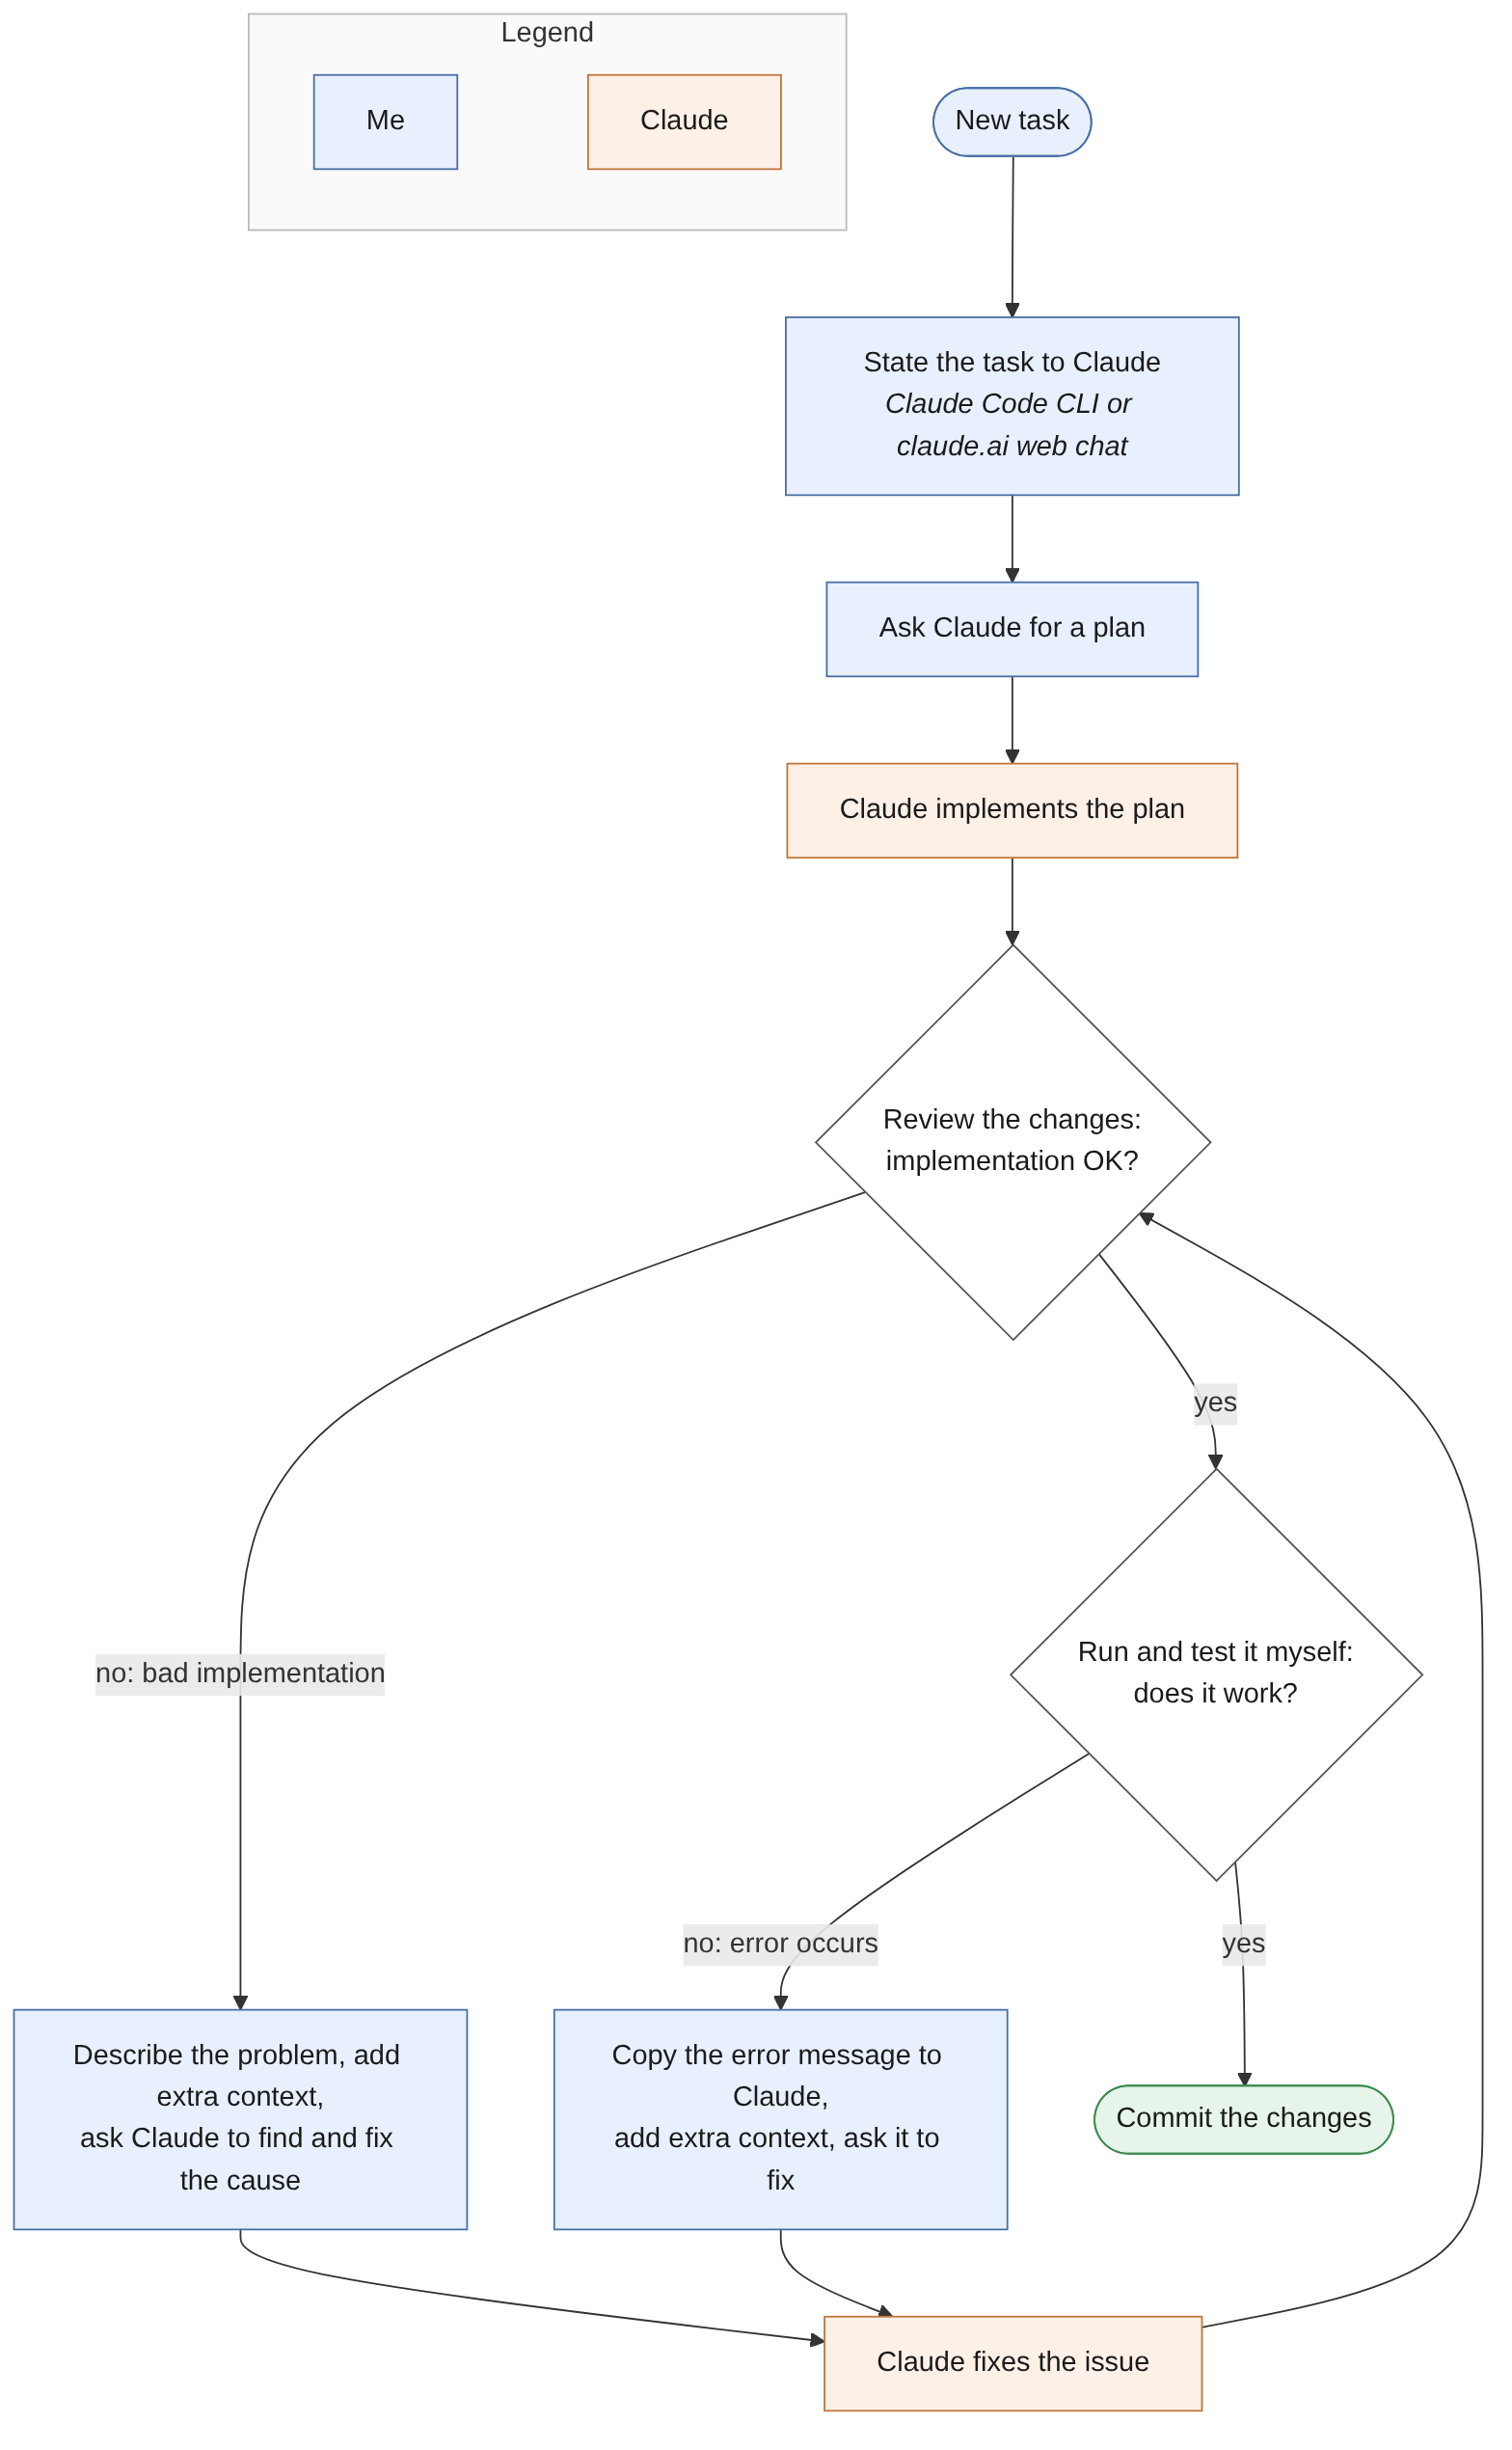 Legend
Me
Claude
New task
State the task to Claude
Claude Code CLI or
claude.ai web chat
Ask Claude for a plan
Claude implements the plan
Review the changes:
implementation OK?
yes
no: bad implementation
Run and test it myself:
does it work?
no: error occurs
yes
Describe the problem, add
extra context,
ask Claude to find and fix
the cause
Copy the error message to
Claude,
add extra context, ask it to
fix
Commit the changes
Claude fixes the issue